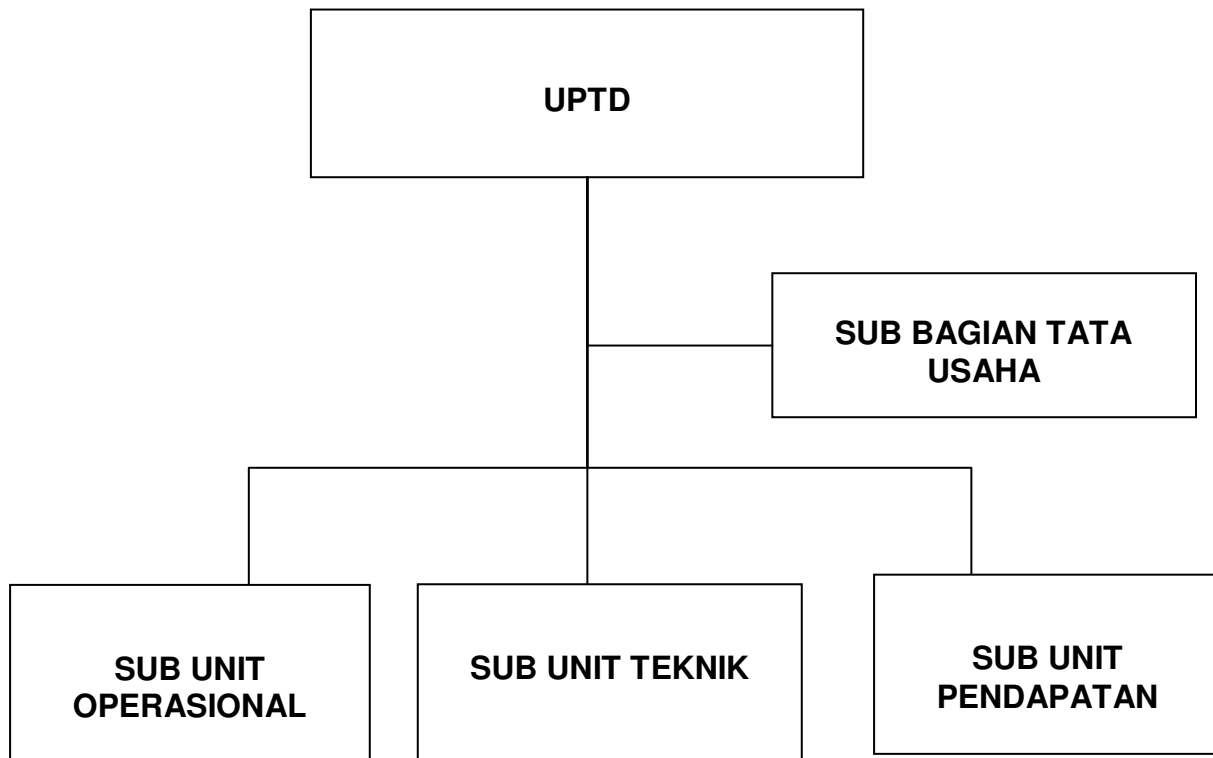 UPTD
SUB BAGIAN TATA
USAHA
SUB UNIT
OPERASIONAL
SUB UNIT TEKNIK
SUB UNIT
PENDAPATAN